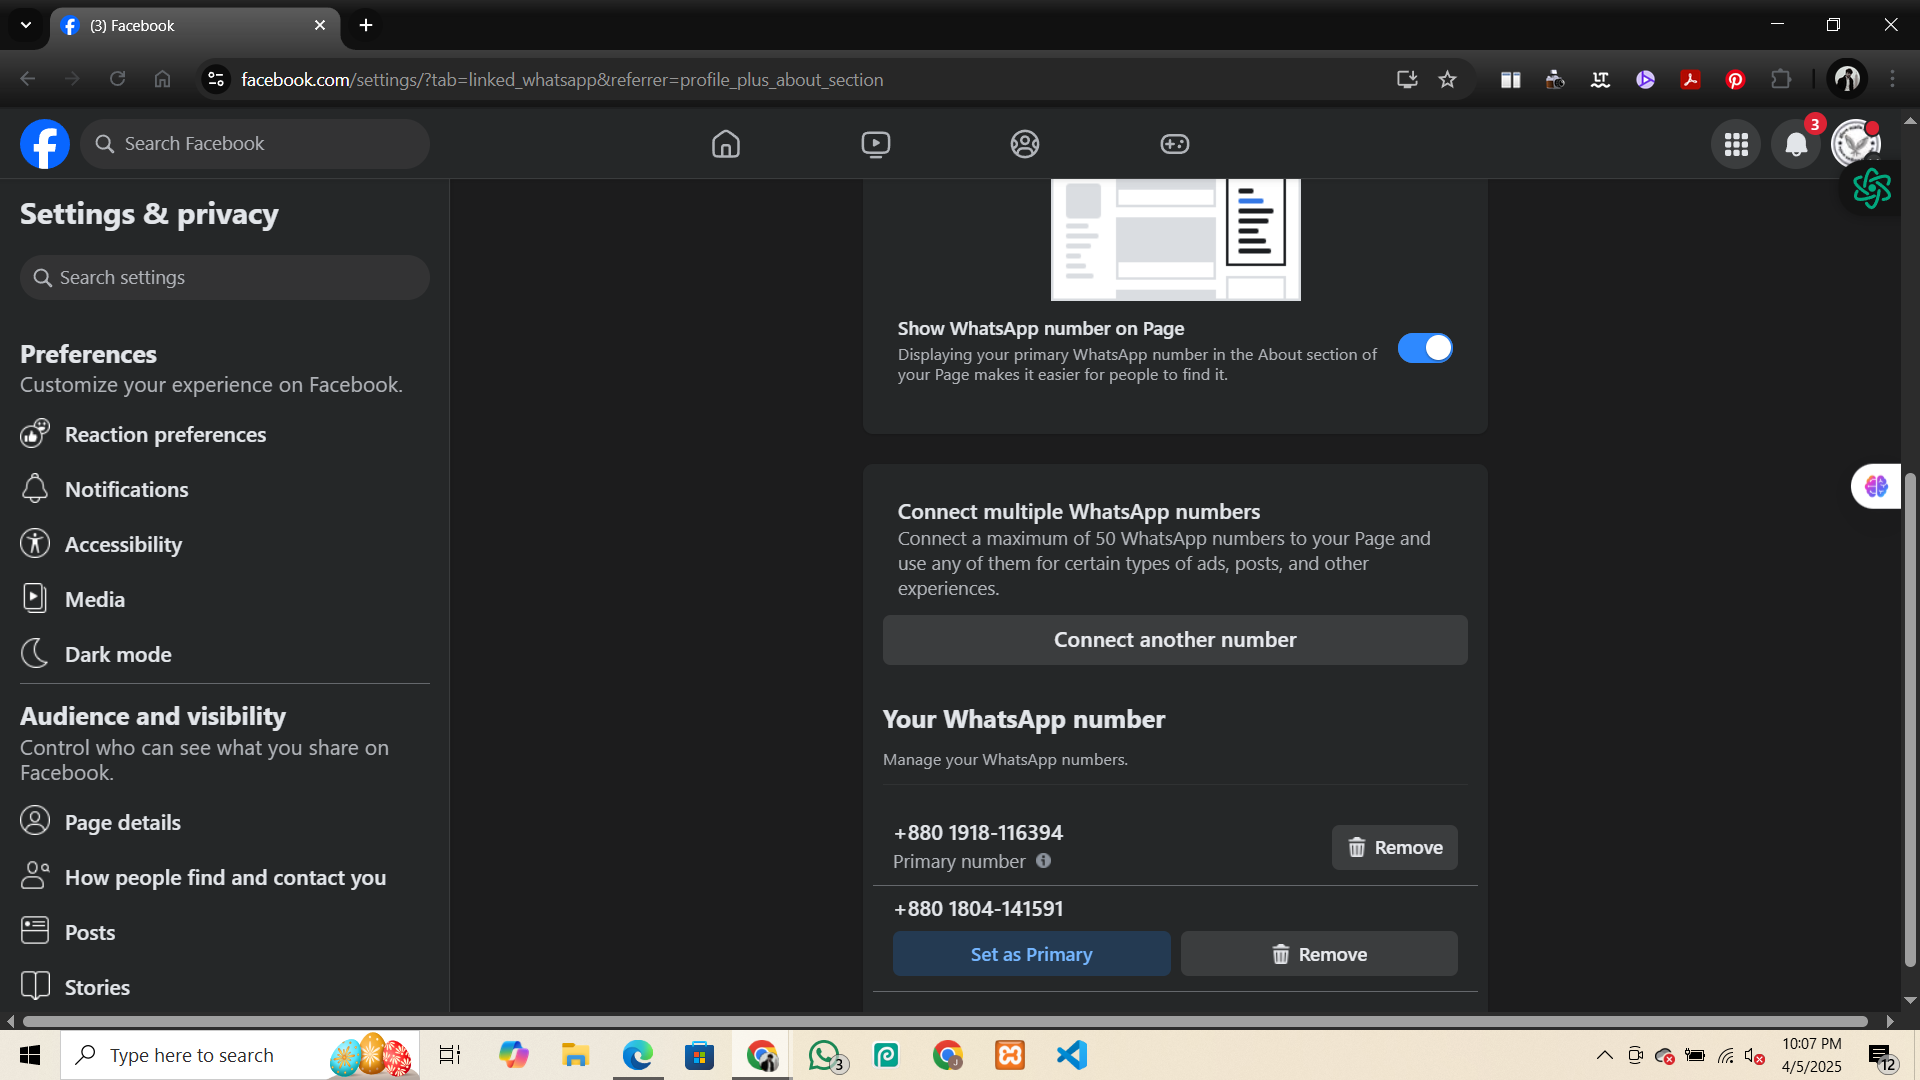 (3) Facebook
facebook.com/settings/?tab=linked_whatsapp&referrer=profile_plus_about_section
Search Facebook
3
Settings & privacy
Search settings
Preferences
Customize your experience on Facebook.
Reaction preferences
Notifications
Accessibility
Media
Dark mode
Audience and visibility
Control who can see what you share on
Facebook.
Page details
How people find and contact you
Posts
Stories
Show WhatsApp number on Page
Displaying your primary WhatsApp number in the About section of
your Page makes it easier for people to find it.
Connect multiple WhatsApp numbers
Connect a maximum of 50 WhatsApp numbers to your Page and
use any of them for certain types of ads, posts, and other
experiences.
Connect another number
Your WhatsApp number
Manage your WhatsApp numbers.
+880 1918-116394
Primary number
Remove
+880 1804-141591
Set as Primary
Remove
Type here to search
3
10:07 PM
4/5/2025
12